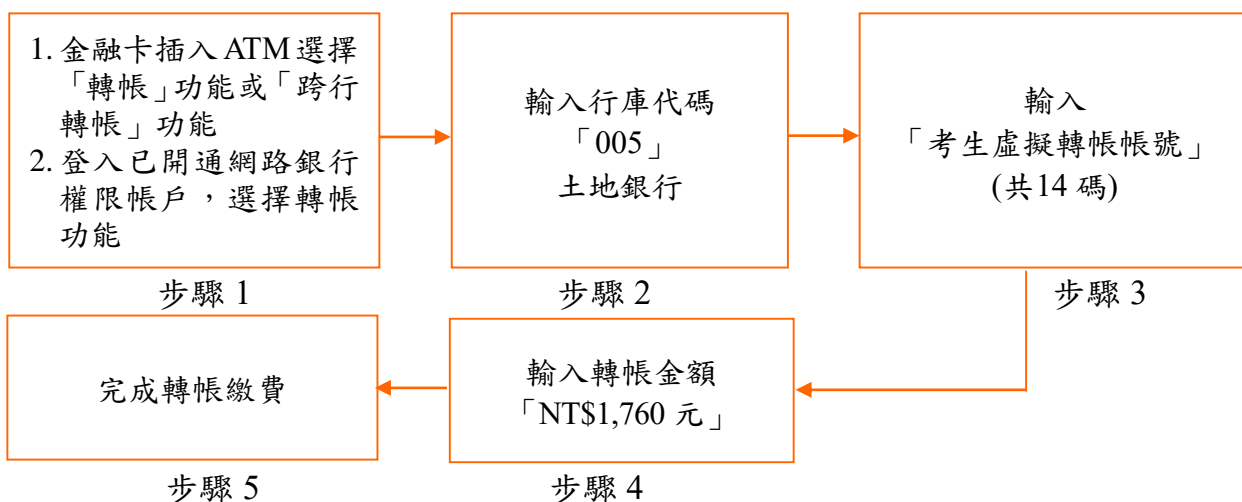 1. 金融卡插入 ATM 選擇
「轉帳」功能或「跨行
轉帳」功能
2. 登入已開通網路銀行
權限帳戶，選擇轉帳
功能
步驟 1
輸入行庫代碼
「005」
土地銀行
步驟 2
輸入
「考生虛擬轉帳帳號」
(共14 碼)
步驟 3
輸入轉帳金額
「NT$1,760 元」
步驟 4
完成轉帳繳費
步驟 5